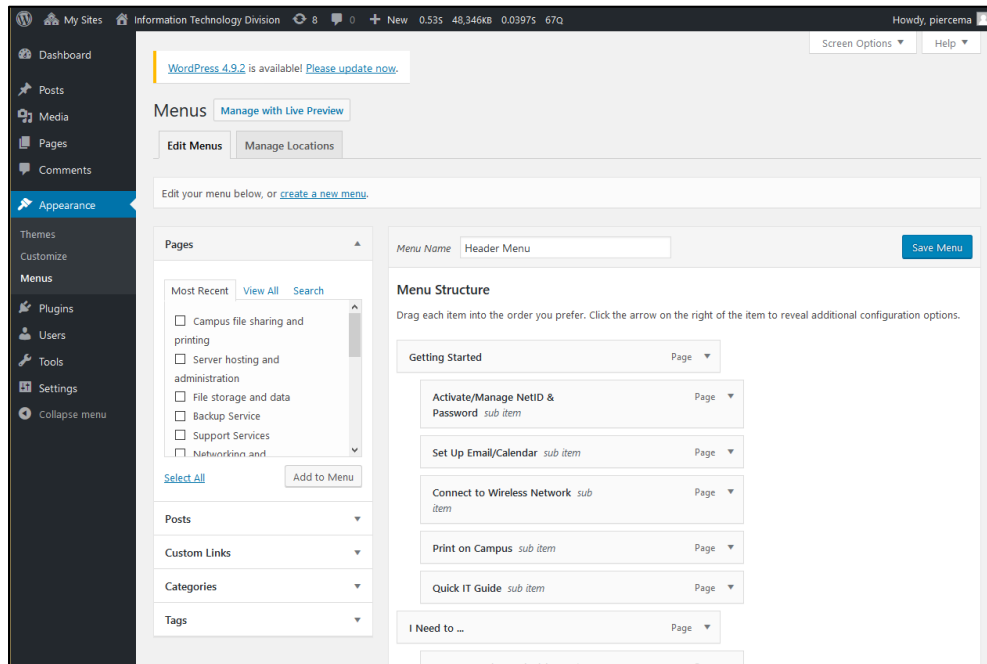 My Sites Information Technology Division 8 0 + New 0.53s 48,346KB 0.0397s 67Q Howdy, piercema
Screen Options ▼ Help ▼
Dashboard
Posts
Media
Pages
Comments
Appearance
Themes
Customize
Menus
Plugins
Users
Tools
Settings
Collapse menu
WordPress 4.9.2 is available! Please update now.
Menus Manage with Live Preview
Edit Menus Manage Locations
Edit your menu below, or create a new menu.
Pages
Most Recent View All Search
Campus file sharing and
printing
Server hosting and
administration
File storage and data
Backup Service
Support Services
Networking and
Select All Add to Menu
Posts
Custom Links
Categories
Tags
Menu Name Header Menu Save Menu
Menu Structure
Drag each item into the order you prefer. Click the arrow on the right of the item to reveal additional configuration options.
Getting Started Page
Activate/Manage NetID & Page
Password sub item
Set Up Email/Calendar sub item Page
Connect to Wireless Network sub Page
item
Print on Campus sub item Page
Quick IT Guide sub item Page
I Need to ... Page